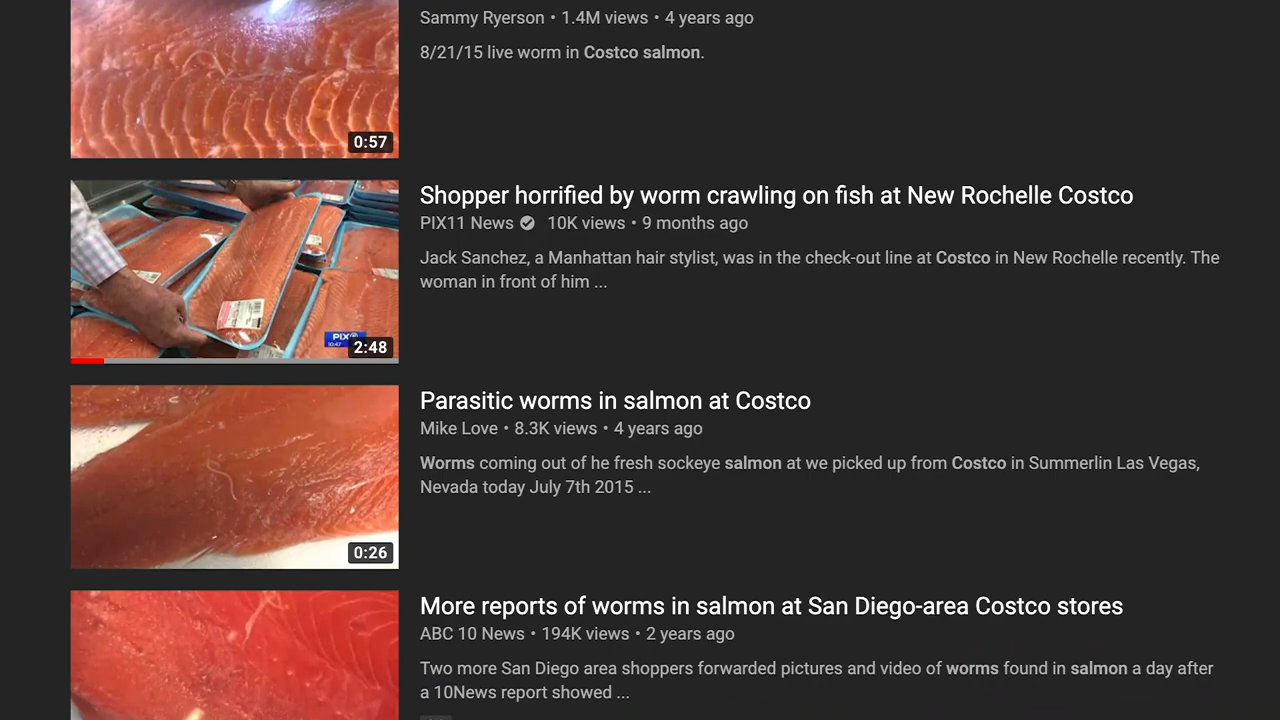 Sammy Ryerson • 1.4M views • 4 years ago
8/21/15 live worm in Costco salmon.
0:57
Shopper horrified by worm crawling on fish at New Rochelle Costco
PIX11 News 10K views • 9 months ago
Jack Sanchez, a Manhattan hair stylist, was in the check-out line at Costco in New Rochelle recently. The
woman in front of him ...
PIX
2:48
Parasitic worms in salmon at Costco
Mike Love • 8.3K views • 4 years ago
Worms coming out of he fresh sockeye salmon at we picked up from Costco in Summerlin Las Vegas,
Nevada today July 7th 2015 ...
0:26
More reports of worms in salmon at San Diego-area Costco stores
ABC 10 News • 194K views • 2 years ago
Two more San Diego area shoppers forwarded pictures and video of worms found in salmon a day after
a 10News report showed ...